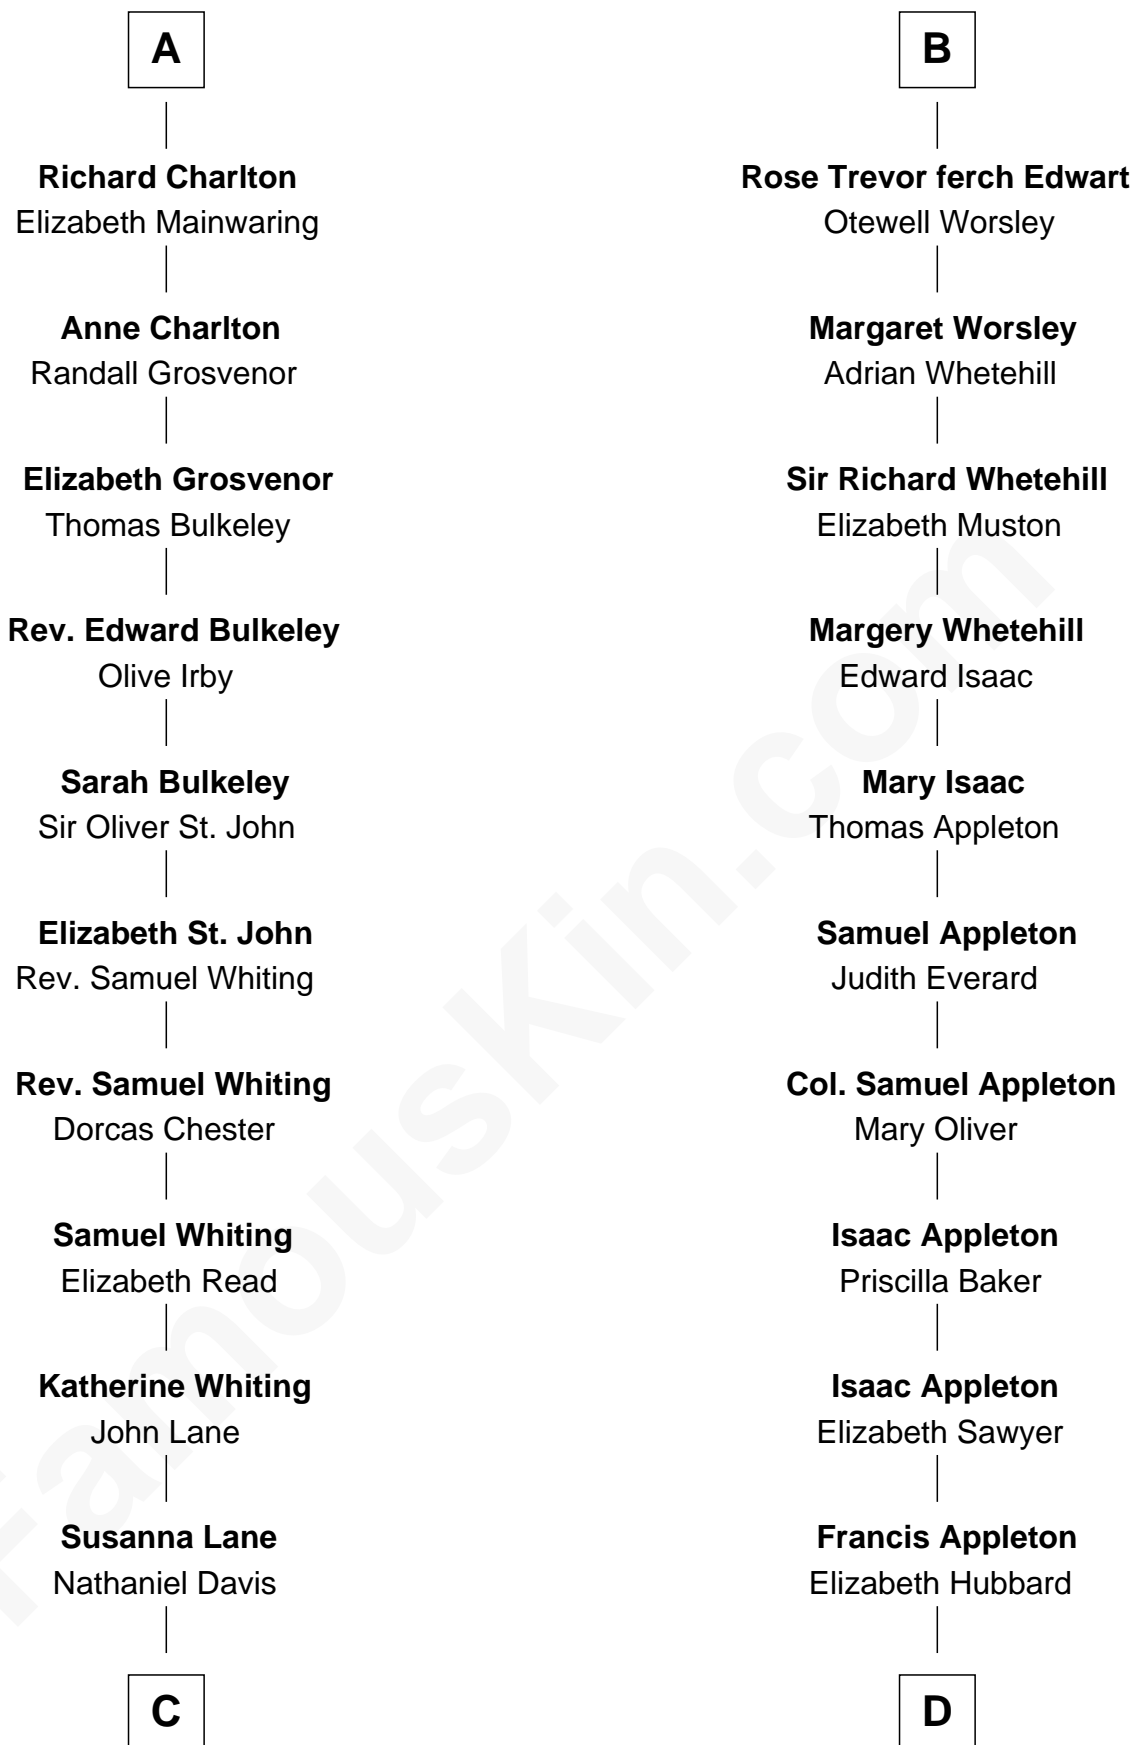 A
Richard Charlton
Elizabeth Mainwaring
Anne Charlton
Randall Grosvenor
Elizabeth Grosvenor
Thomas Bulkeley
Rev. Edward Bulkeley
Olive Irby
Sarah Bulkeley
Sir Oliver St. John
Elizabeth St. John
Rev. Samuel Whiting
Rev. Samuel Whiting
Dorcas Chester
Samuel Whiting
Elizabeth Read
Katherine Whiting
John Lane
Susanna Lane
Nathaniel Davis
C
B
Rose Trevor ferch Edwart
Otewell Worsley
Margaret Worsley
Adrian Whetehill
Sir Richard Whetehill
Elizabeth Muston
Margery Whetehill
Edward Isaac
Mary Isaac
Thomas Appleton
Samuel Appleton
Judith Everard
Col. Samuel Appleton
Mary Oliver
Isaac Appleton
Priscilla Baker
Isaac Appleton
Elizabeth Sawyer
Francis Appleton
Elizabeth Hubbard
D
FamousKin.com